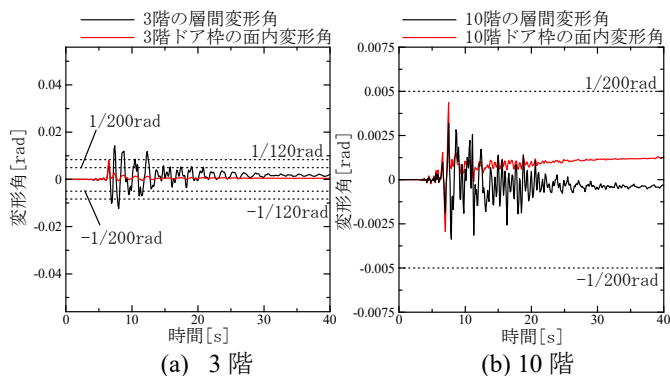 3階の層間変形角
3階ドア枠の面内変形角
0.04
0.02
0
-0.02
-0.04
変形角[rad]
1/200rad
1/120rad
-1/120rad
-1/200rad
0 10 20 30 40
時間[s]
(a) 3 階
10階の層間変形角
10階ドア枠の面内変形角
0.0075
0.005
0.0025
0
-0.0025
-0.005
-0.0075
変形角[rad]
1/200rad
-1/200rad
0 10 20 30 40
時間[s]
(b) 10 階